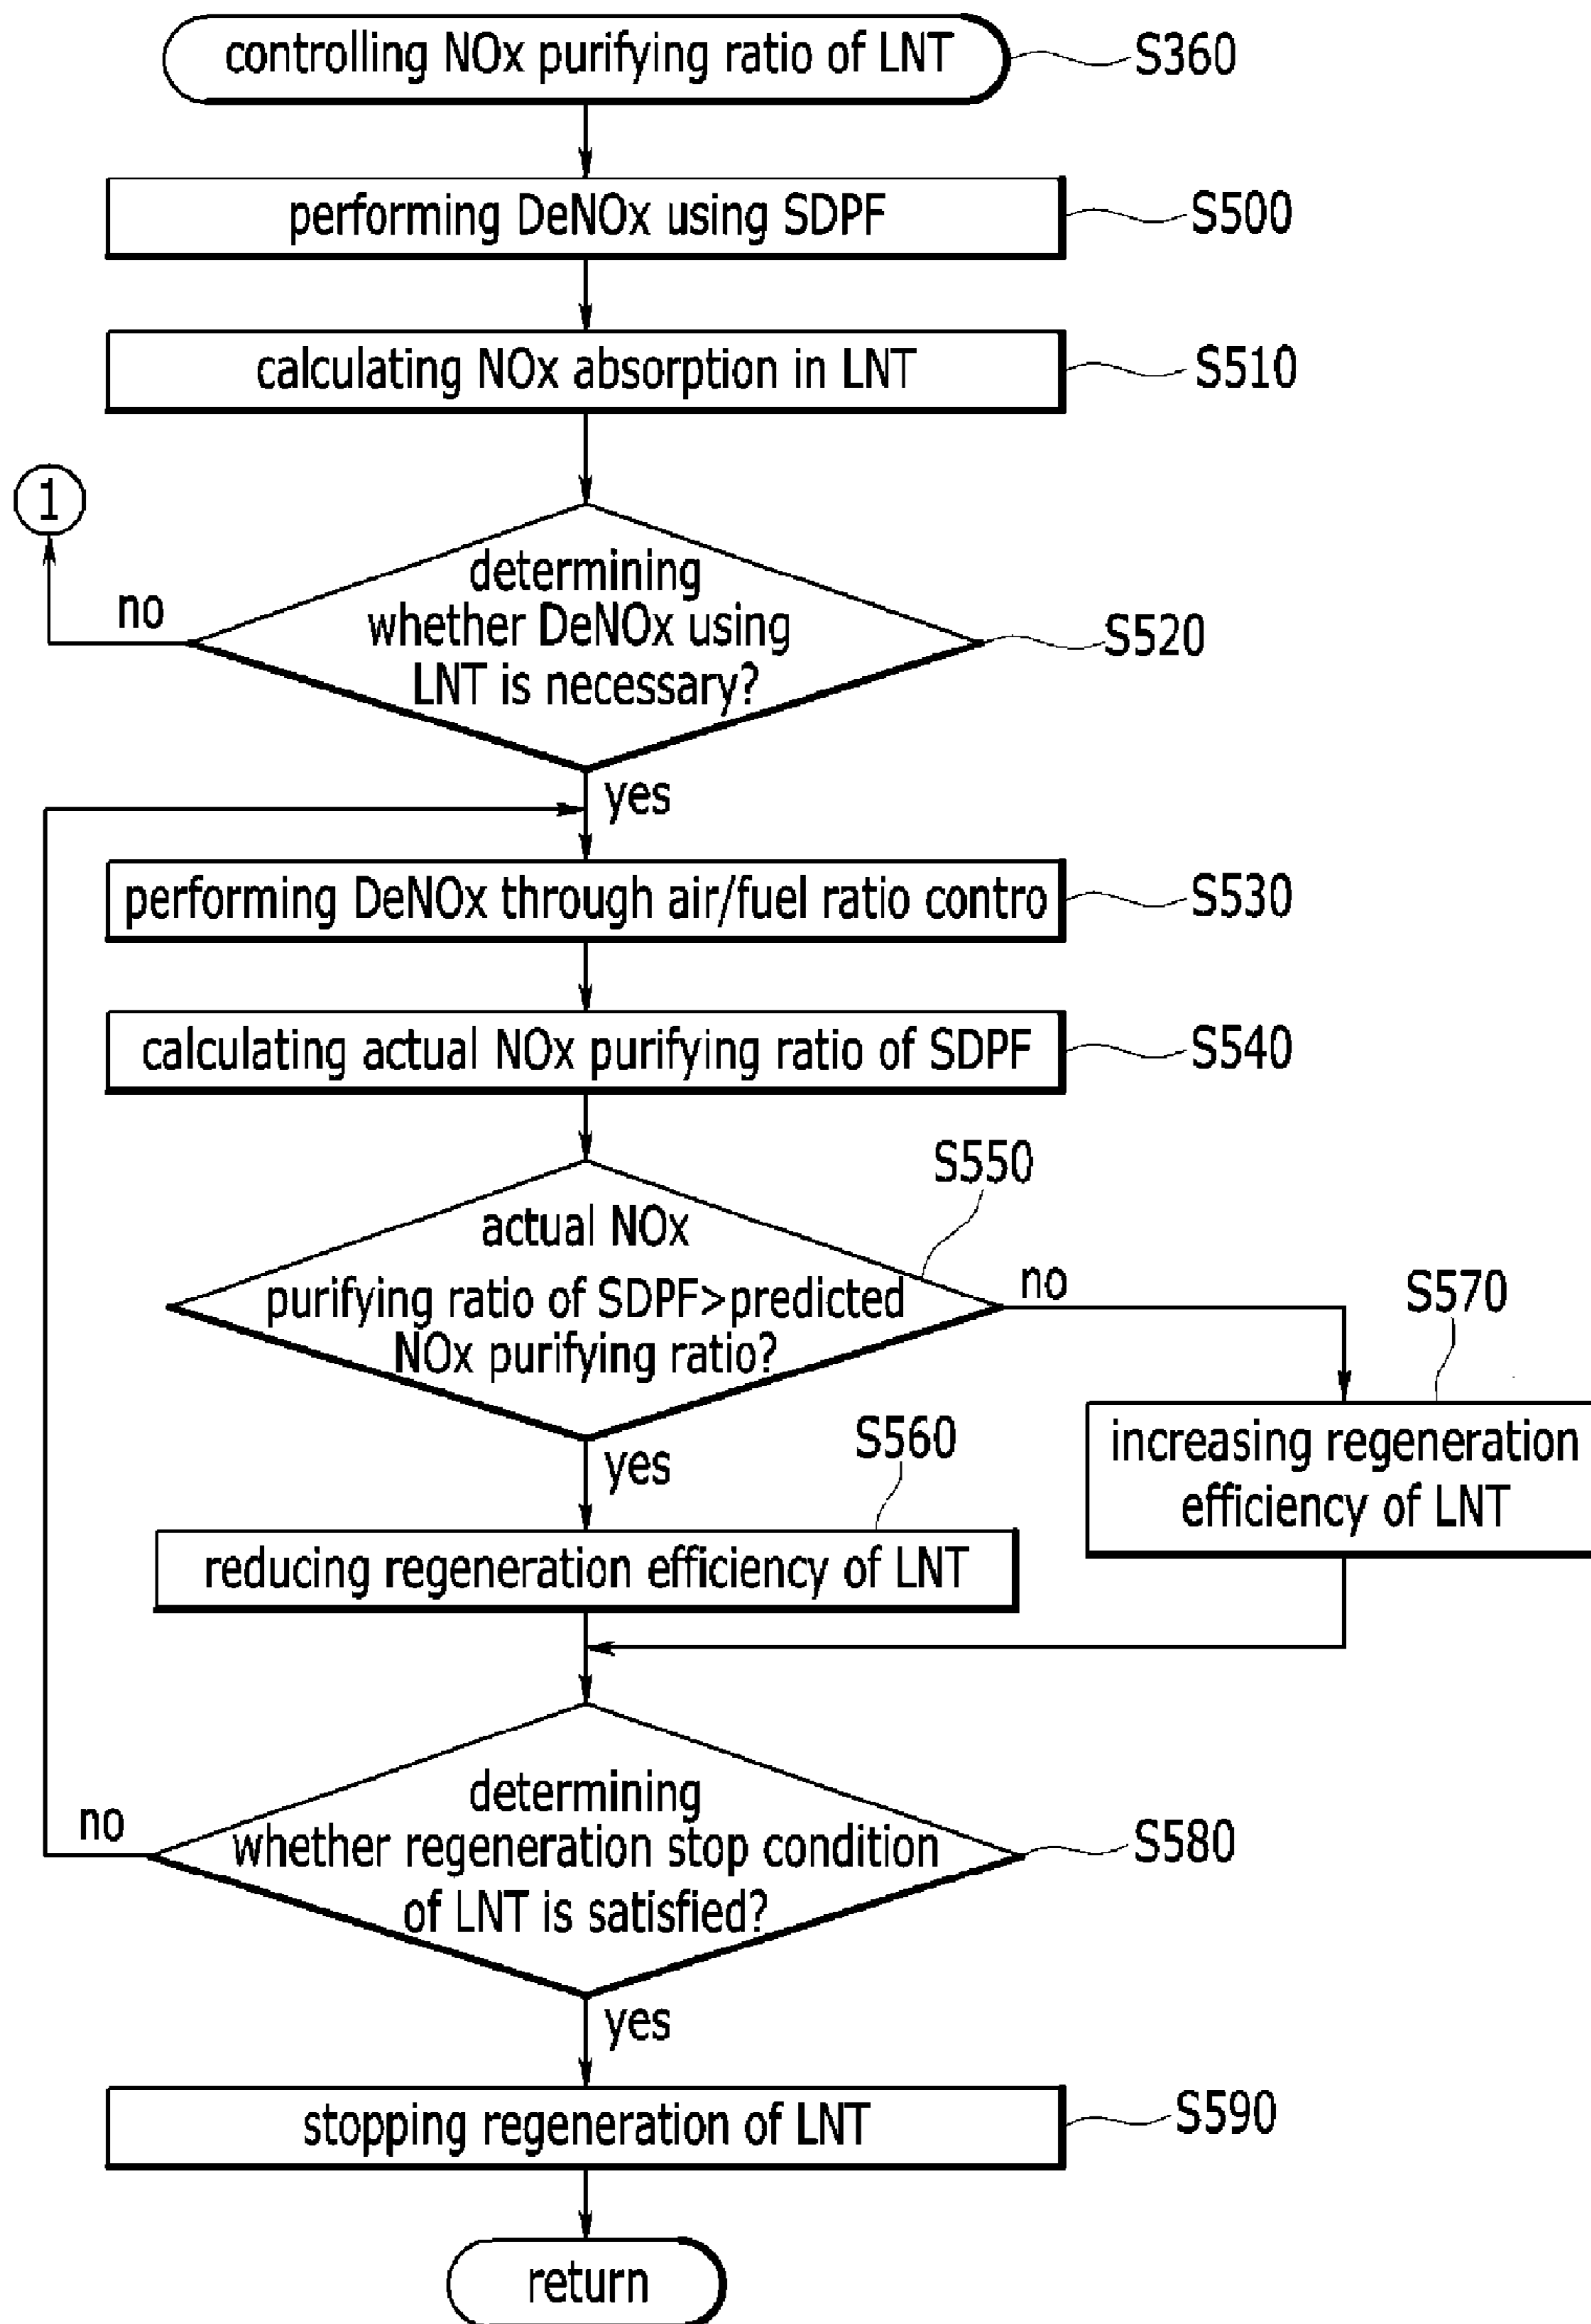 controlling NOx purifying ratio of LNT
S360
performing DeNOx using SDPF
S500
calculating NOx absorption in LNT
S510
1
determining
whether DeNOx using
LNT is necessary?
no
S520
yes
performing DeNOx through air/fuel ratio contro
S530
calculating actual NOx purifying ratio of SDPF
S540
S550
actual NOx
purifying ratio of SDPF>predicted
NOx purifying ratio?
no
S570
yes
S560
increasing regeneration
efficiency of LNT
reducing regeneration efficiency of LNT
determining
whether regeneration stop condition
of LNT is satisfied?
no
S580
yes
stopping regeneration of LNT
S590
return